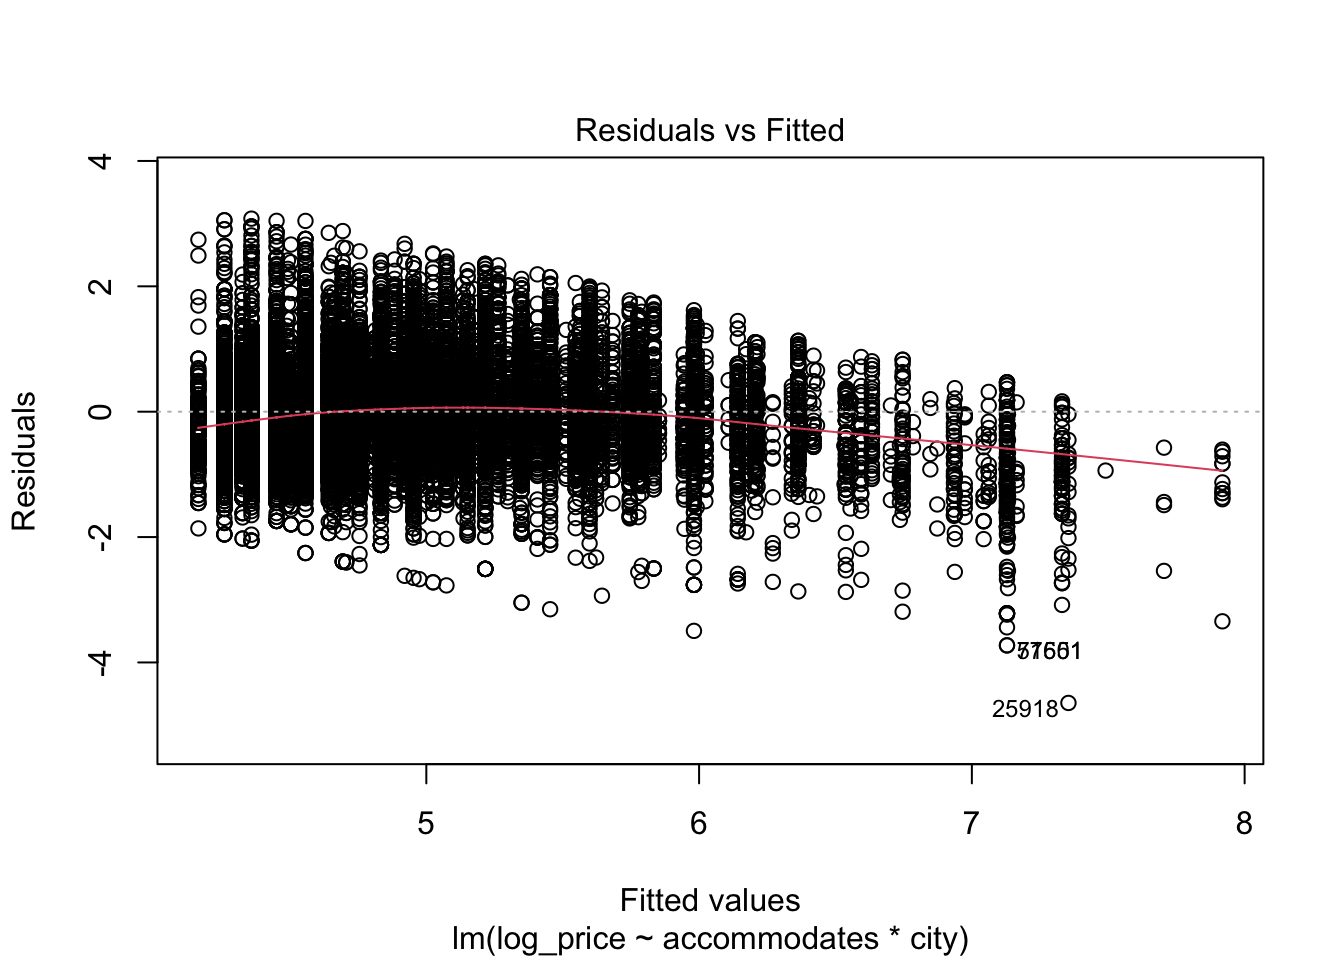 Residuals vs Fitted
Residuals
4
2
0
-2
-4
25918
5
6
7
8
Fitted values
lm(log_price ~ accommodates * city)